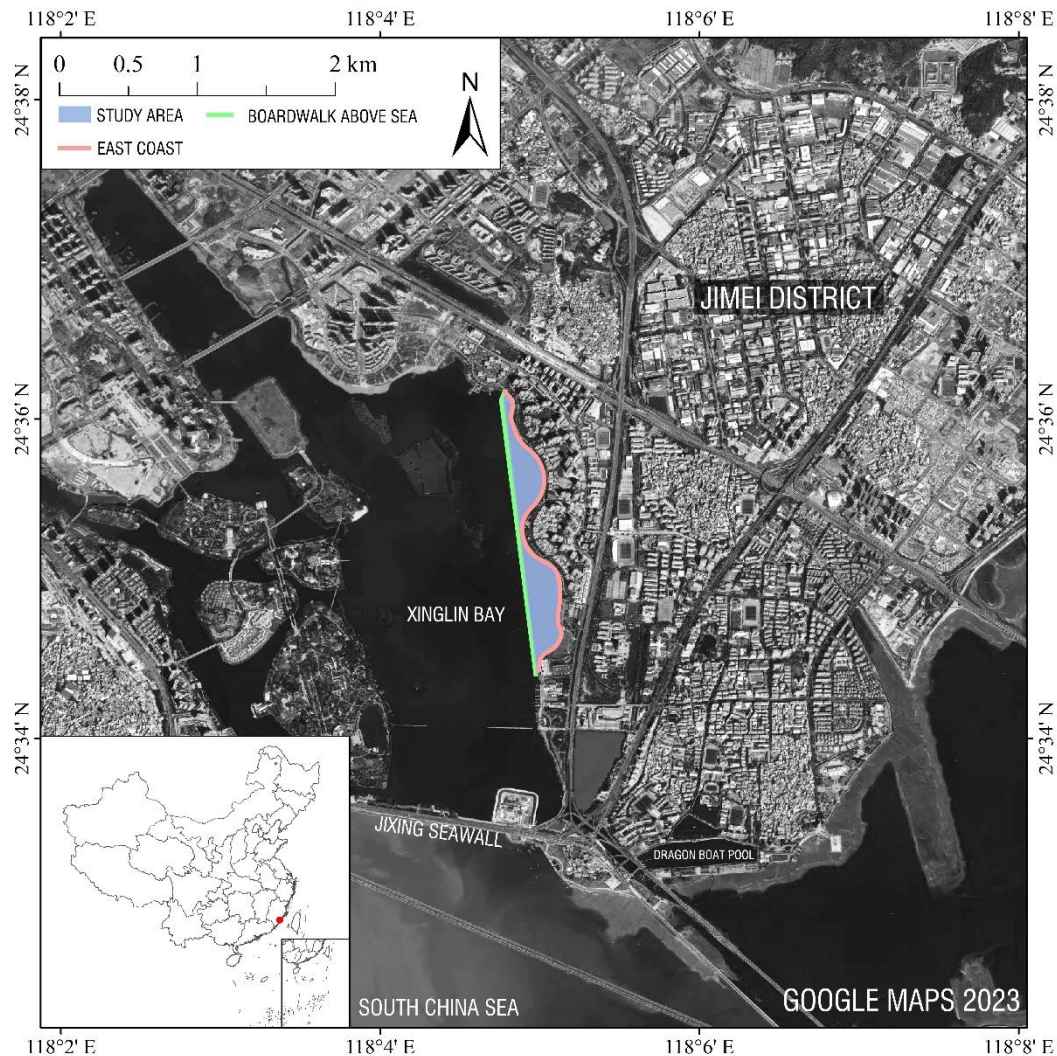 118°2' E 118°4' E 118°6' E 118°8' E
0 0.5 1 2 km
N
STUDY AREA
BOARDWALK ABOVE SEA
EAST COAST
24°38' N
24°38' N
JIMEI DISTRICT
24°36' N
24°36' N
XINGLIN BAY
24°34' N
24°34' N
JIXING SEAWALL
DRAGON BOAT POOL
SOUTH CHINA SEA
GOOGLE MAPS 2023
118°2' E 118°4' E 118°6' E 118°8' E